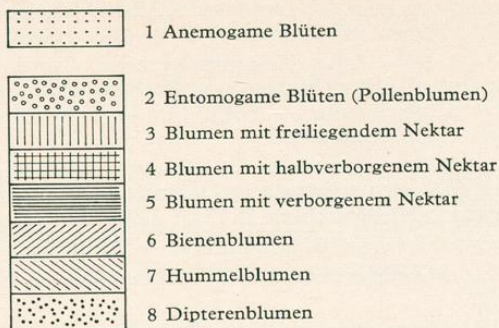 1 Anemogame Blüten
2 Entomogame Blüten (Pollenblumen)
3 Blumen mit freiliegendem Nektar
4 Blumen mit halbverborgenem Nektar
5 Blumen mit verborgenem Nektar
6 Bienenblumen
7 Hummelblumen
8 Dipterenblumen